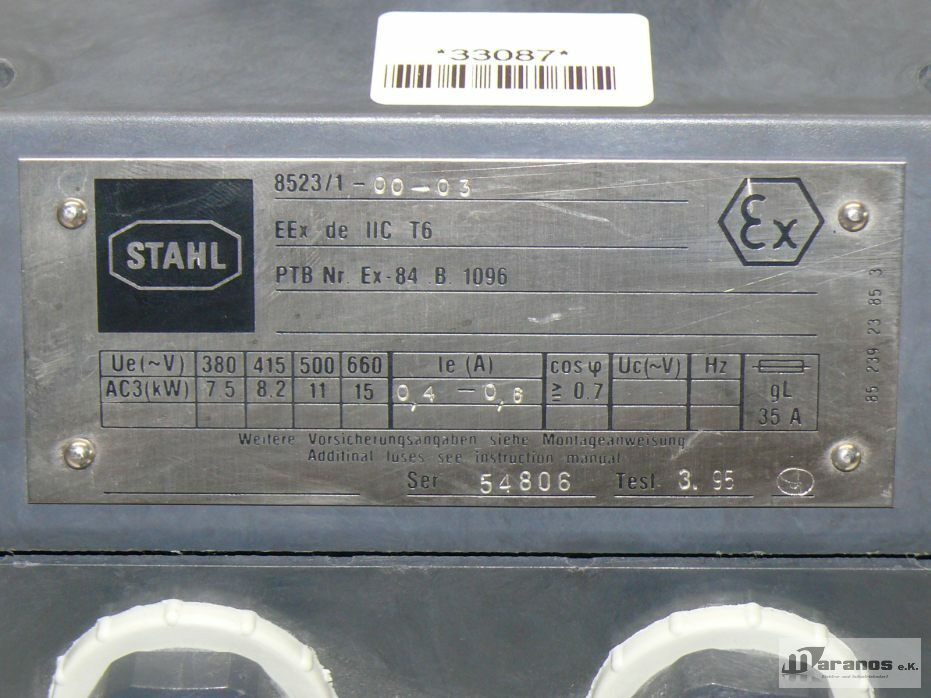 *33087*
STAHL
8523/1-00-03
EEx de IIC T6
PTB Nr. Ex-84.B.1096
Ex
85 239 23 85 3
Ue(~V) 380 415 500 660 Ie (A) cos φ Uc(~V) Hz
AC3(kW) 7.5 8.2 11 15 0,4 - 0,6 ≥ 0.7 gL
35 A
Weitere Vorsicherungsangaben siehe Montageanweisung
Additinal fuses see instruction manual
Ser 54806 Test 3. 95
maranos e.K.